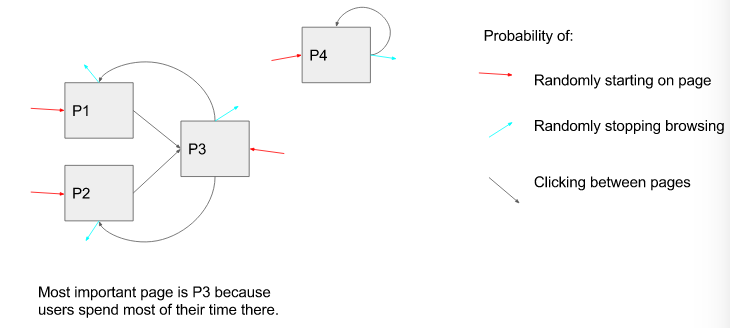 P4
Probability of:
Randomly starting on page
P1
Randomly stopping browsing
P3
Clicking between pages
P2
Most important page is P3 because
users spend most of their time there.